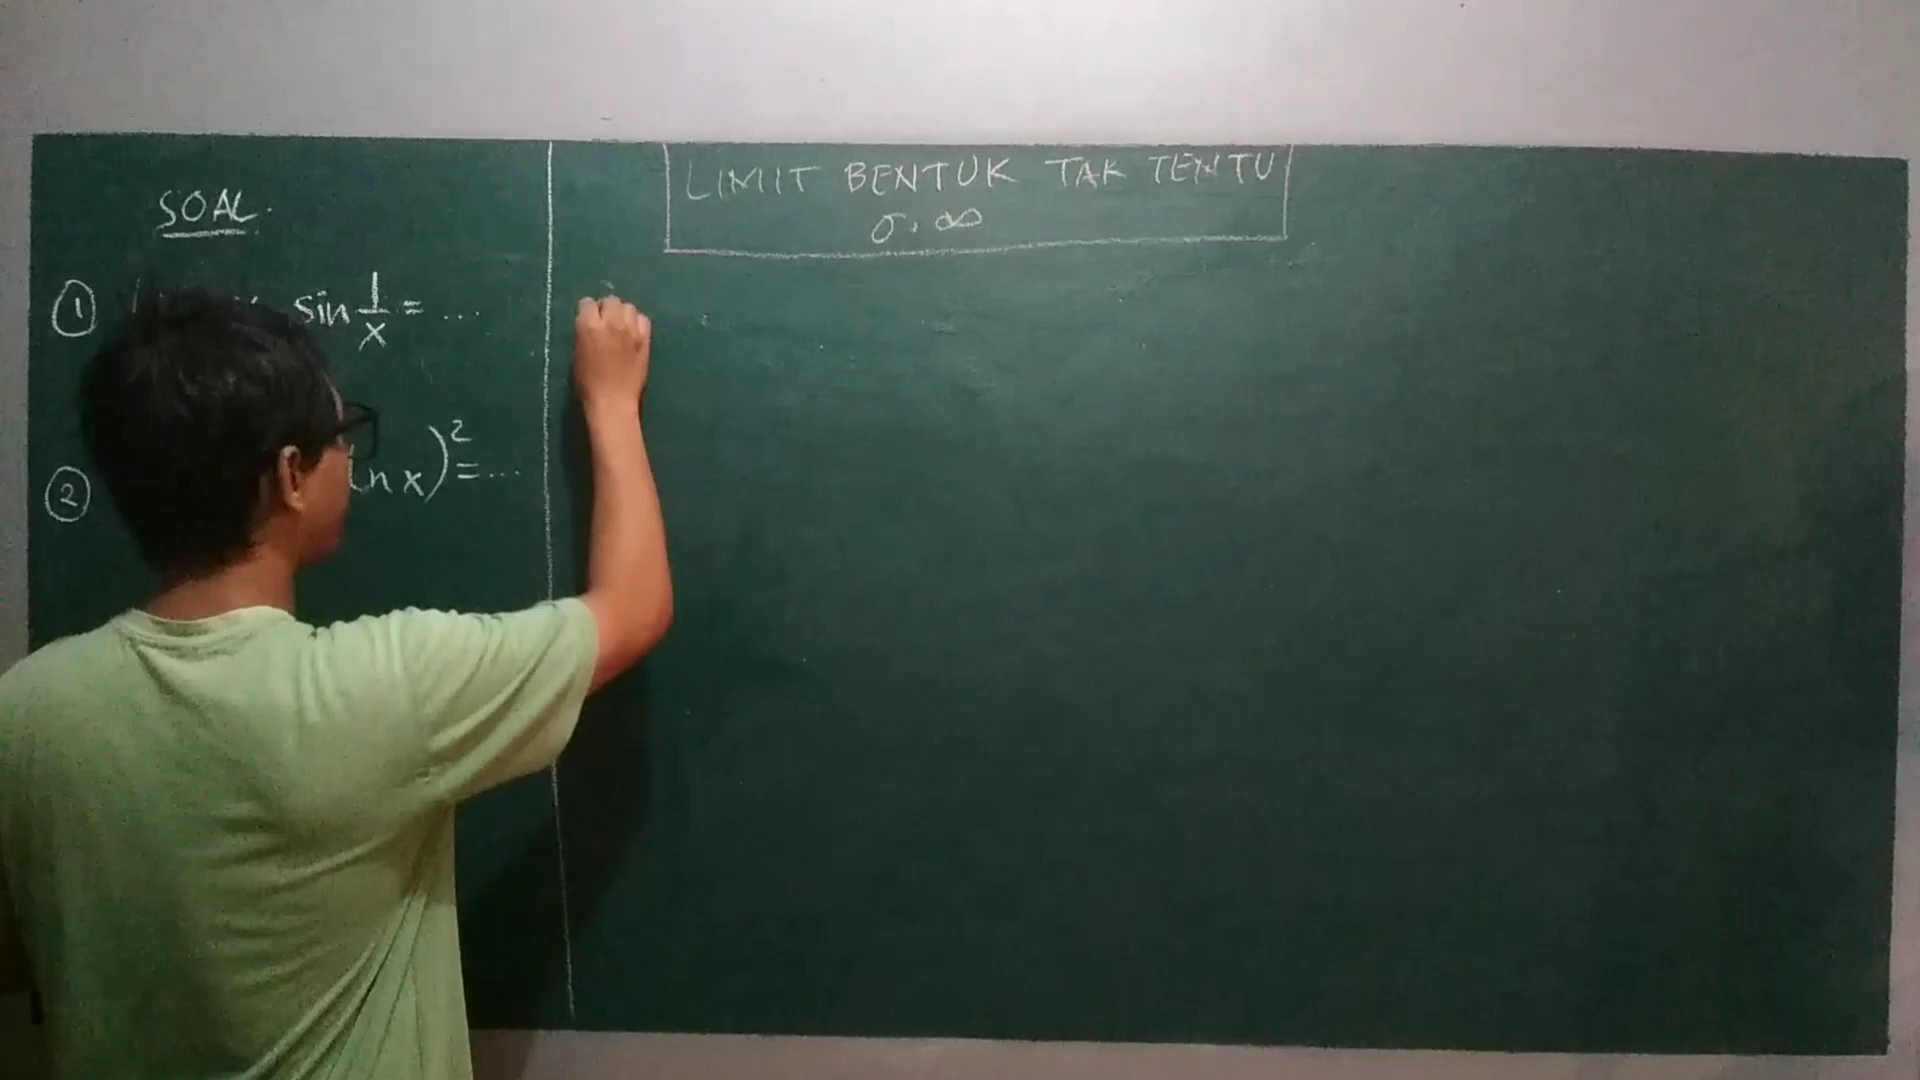 SOAL.
① sin 1/x = ...
② ln x)² = ...
LIMIT BENTUK TAK TENTU
0.∞